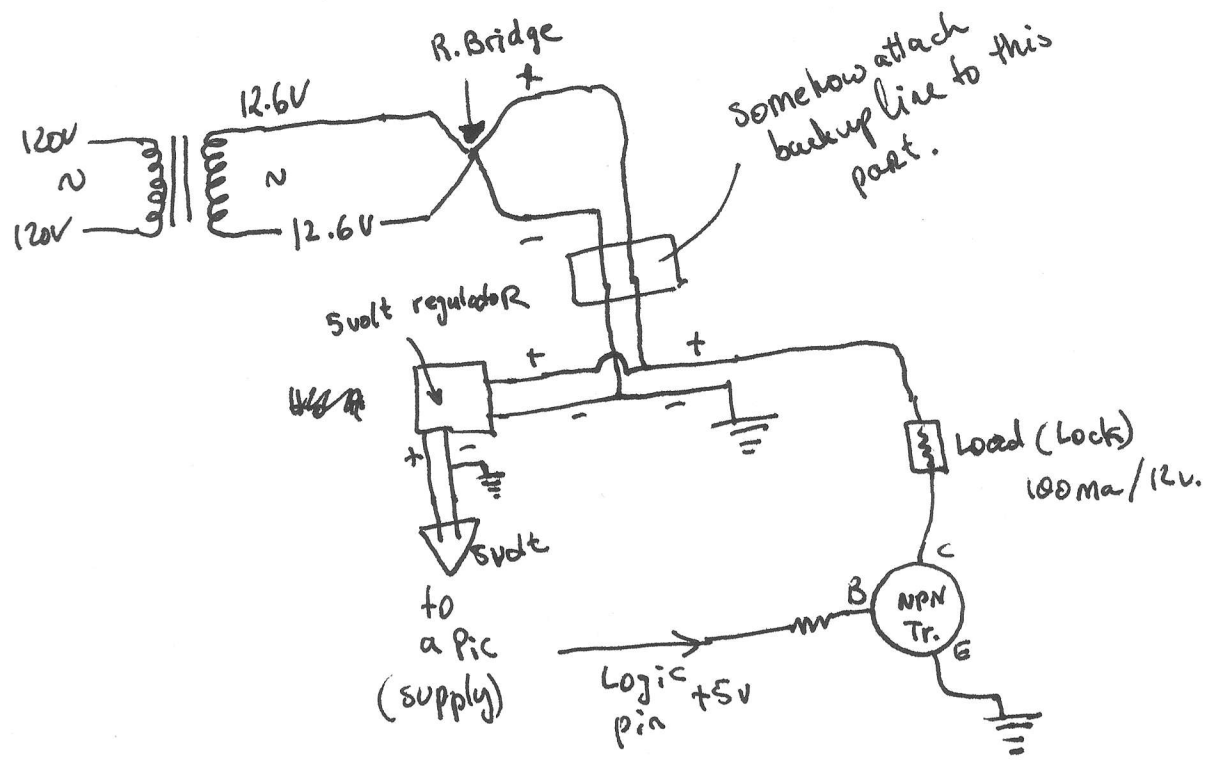 R. Bridge
+
12.6V
120V
~
~
120V
12.6V
-
Somehow attach
backup line to this
part.
5volt reguladoR
+
+
-
-
+
-
Load (Lock)
100ma/12v.
5volt
to
a Pic
(supply)
Logic +5v
pin
B
C
NPN
Tr.
E